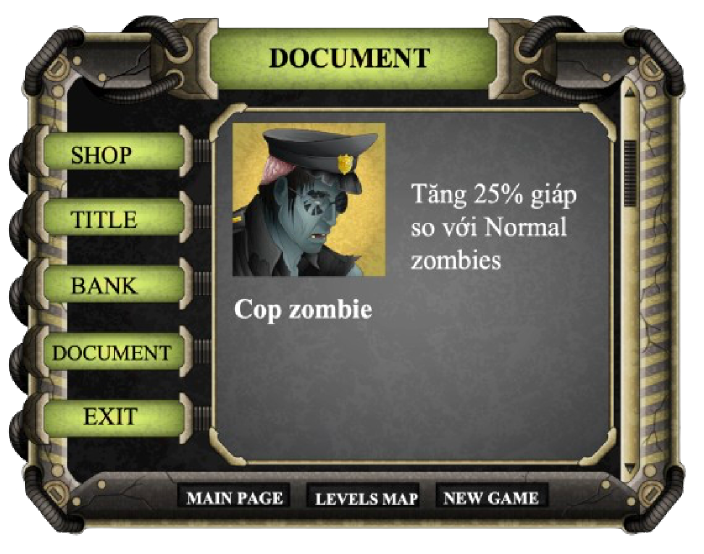 DOCUMENT
SHOP
TITLE
BANK
DOCUMENT
EXIT
Tăng 25% giáp
so với Normal
zombies
Cop zombie
MAIN PAGE
LEVELS MAP
NEW GAME